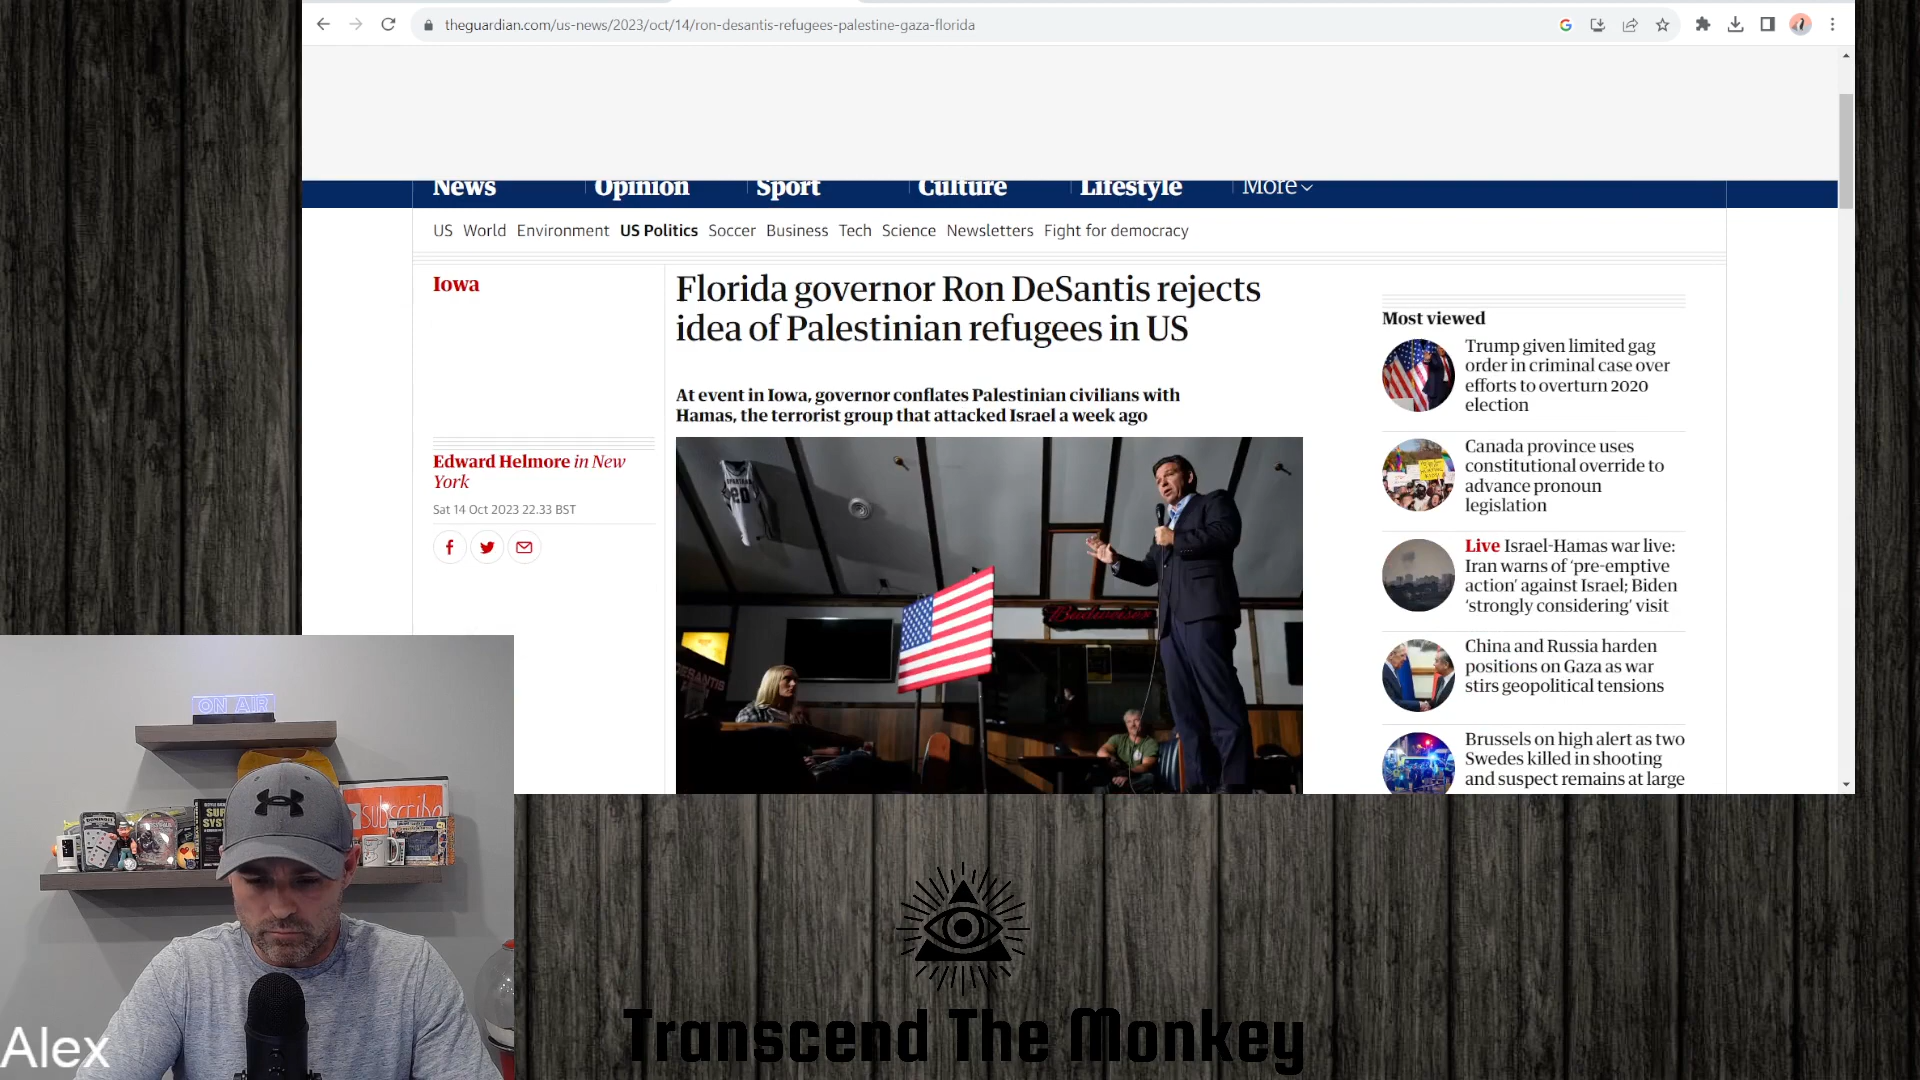 theguardian.com/us-news/2023/oct/14/ron-desantis-refugees-palestine-gaza-florida
News Opinion Sport Culture Lifestyle More
US World Environment US Politics Soccer Business Tech Science Newsletters Fight for democracy
Iowa
Florida governor Ron DeSantis rejects
idea of Palestinian refugees in US
At event in Iowa, governor conflates Palestinian civilians with
Hamas, the terrorist group that attacked Israel a week ago
Edward Helmore in New
York
Sat 14 Oct 2023 22.33 BST
Budweiser
DESANTIS
Most viewed
Trump given limited gag
order in criminal case over
efforts to overturn 2020
election
Canada province uses
constitutional override to
advance pronoun
legislation
Live Israel-Hamas war live:
Iran warns of ‘pre-emptive
action’ against Israel; Biden
‘strongly considering’ visit
China and Russia harden
positions on Gaza as war
stirs geopolitical tensions
Brussels on high alert as two
Swedes killed in shooting
and suspect remains at large
ON AIR
subscribe
Alex
Transcend The Monkey